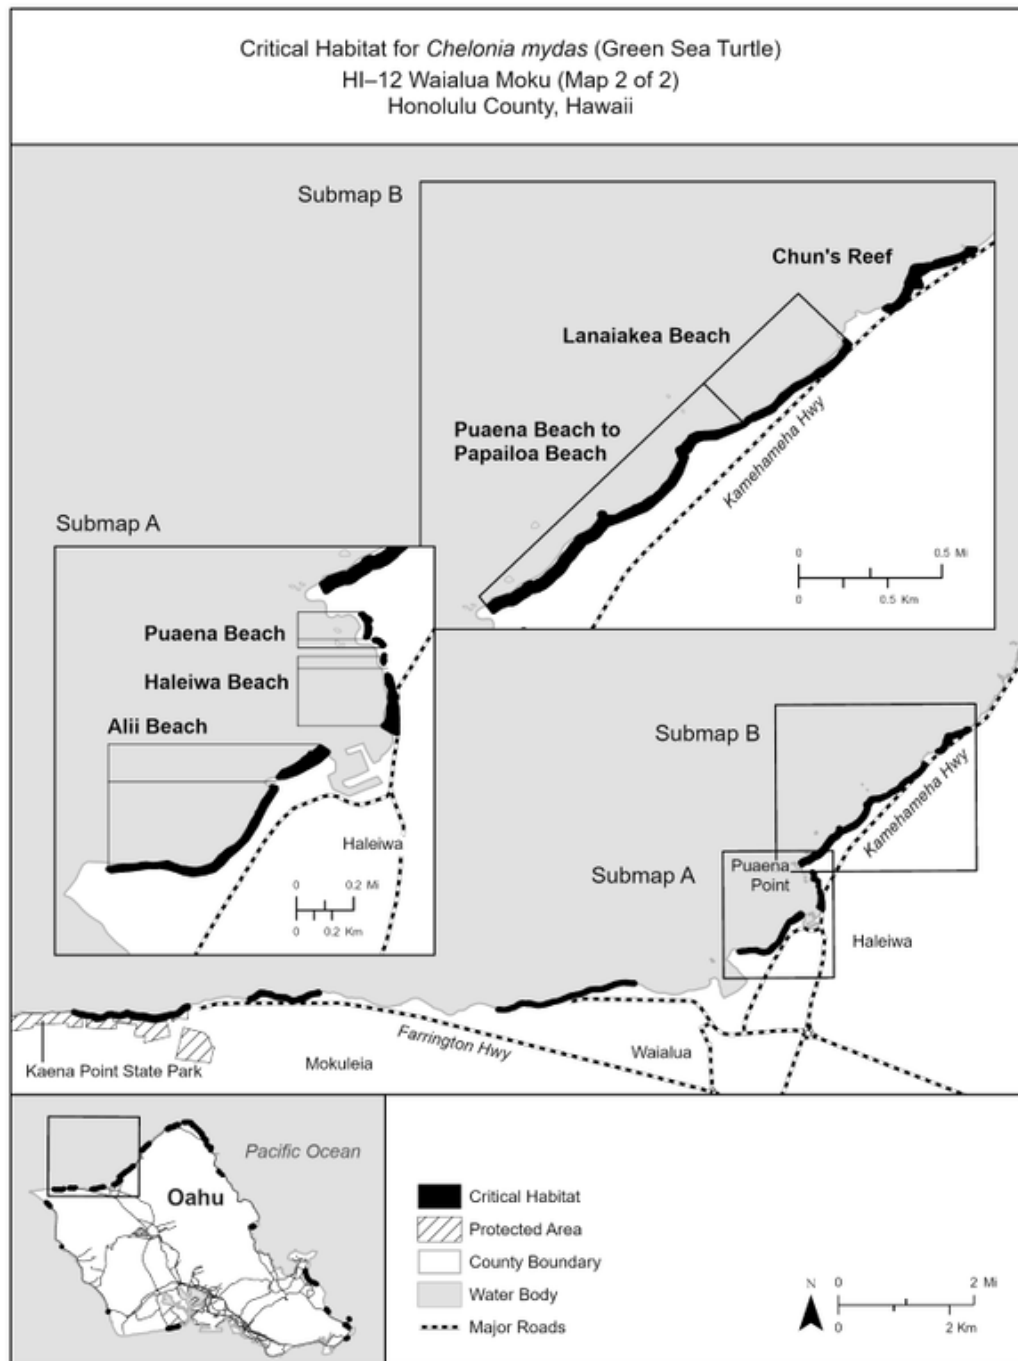 Critical Habitat for Chelonia mydas (Green Sea Turtle)
HI–12 Waialua Moku (Map 2 of 2)
Honolulu County, Hawaii
Submap B
Chun's Reef
Lanaiakea Beach
Puaena Beach to
Papailoa Beach
Kamehameha Hwy
0
0.5 Mi
0
0.5 Km
Submap A
Puaena Beach
Haleiwa Beach
Alii Beach
Haleiwa
0
0.2 Mi
0
0.2 Km
Submap B
Kamehameha Hwy
Submap A
Puaena
Point
Haleiwa
Farrington Hwy
Waialua
Mokuleia
Kaena Point State Park
Pacific Ocean
Oahu
Critical Habitat
Protected Area
County Boundary
Water Body
Major Roads
N
0
2 Mi
0
2 Km